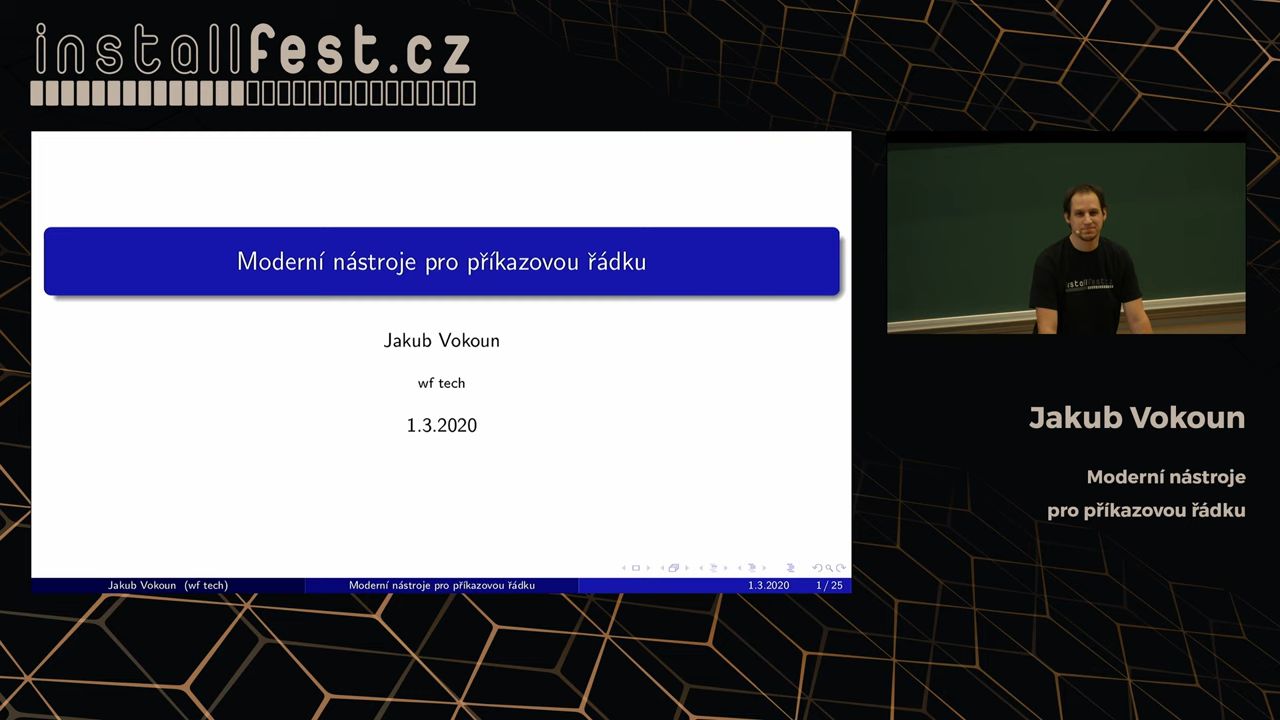 installfest.cz
Moderní nástroje pro příkazovou řádku
Jakub Vokoun
wf tech
1.3.2020
Jakub Vokoun (wf tech)
Moderní nástroje pro příkazovou řádku
1.3.2020
1 / 25
installfest
Jakub Vokoun
Moderní nástroje
pro příkazovou řádku